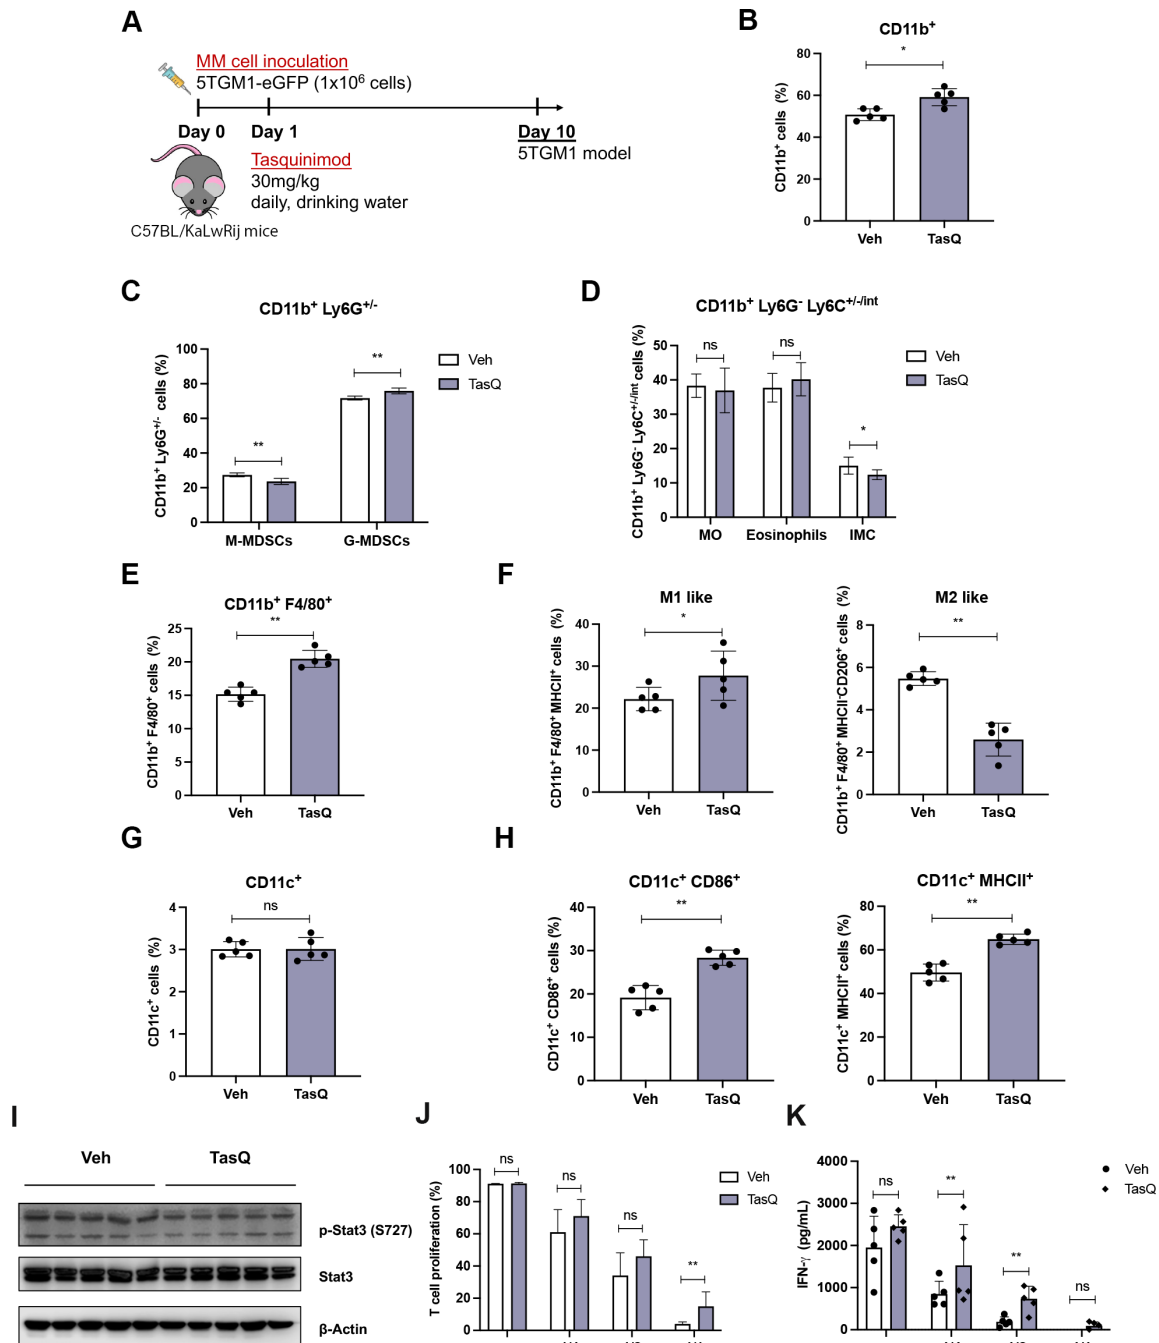 A
MM cell inoculation
5TGM1-eGFP (1x10⁶ cells)
Day 0
Day 1
Day 10
5TGM1 model
Tasquinimod
30mg/kg
daily, drinking water
C57BL/KaLwRij mice
B
CD11b⁺
*
CD11b⁺ cells (%)
80
60
40
20
0
Veh
TasQ
C
CD11b⁺ Ly6G⁺/⁻
CD11b⁺ Ly6G⁺/⁻ cells (%)
100
80
60
40
20
0
**
**
M-MDSCs
G-MDSCs
Veh
TasQ
D
CD11b⁺ Ly6G⁻ Ly6C⁺/⁻/int
CD11b⁺ Ly6G⁻ Ly6C⁺/⁻/int cells (%)
50
40
30
20
10
0
ns
ns
*
MO
Eosinophils
IMC
Veh
TasQ
E
CD11b⁺ F4/80⁺
**
CD11b⁺ F4/80⁺ cells (%)
25
20
15
10
5
0
Veh
TasQ
F
M1 like
*
CD11b⁺ F4/80⁺ MHCII⁺ cells (%)
40
30
20
10
0
Veh
TasQ
M2 like
**
CD11b⁺ F4/80⁺ MHCII⁻CD206⁺ cells (%)
8
6
4
2
0
Veh
TasQ
G
CD11c⁺
ns
CD11c⁺ cells (%)
4
3
2
1
0
Veh
TasQ
H
CD11c⁺ CD86⁺
**
CD11c⁺ CD86⁺ cells (%)
40
30
20
10
0
Veh
TasQ
CD11c⁺ MHCII⁺
**
CD11c⁺ MHCII⁺ cells (%)
80
60
40
20
0
Veh
TasQ
I
Veh
TasQ
p-Stat3 (S727)
Stat3
β-Actin
J
T cell proliferation (%)
100
80
60
40
20
0
ns
ns
ns
**
Veh
TasQ
K
IFN-γ (pg/mL)
4000
3000
2000
1000
0
ns
**
**
ns
Veh
TasQ